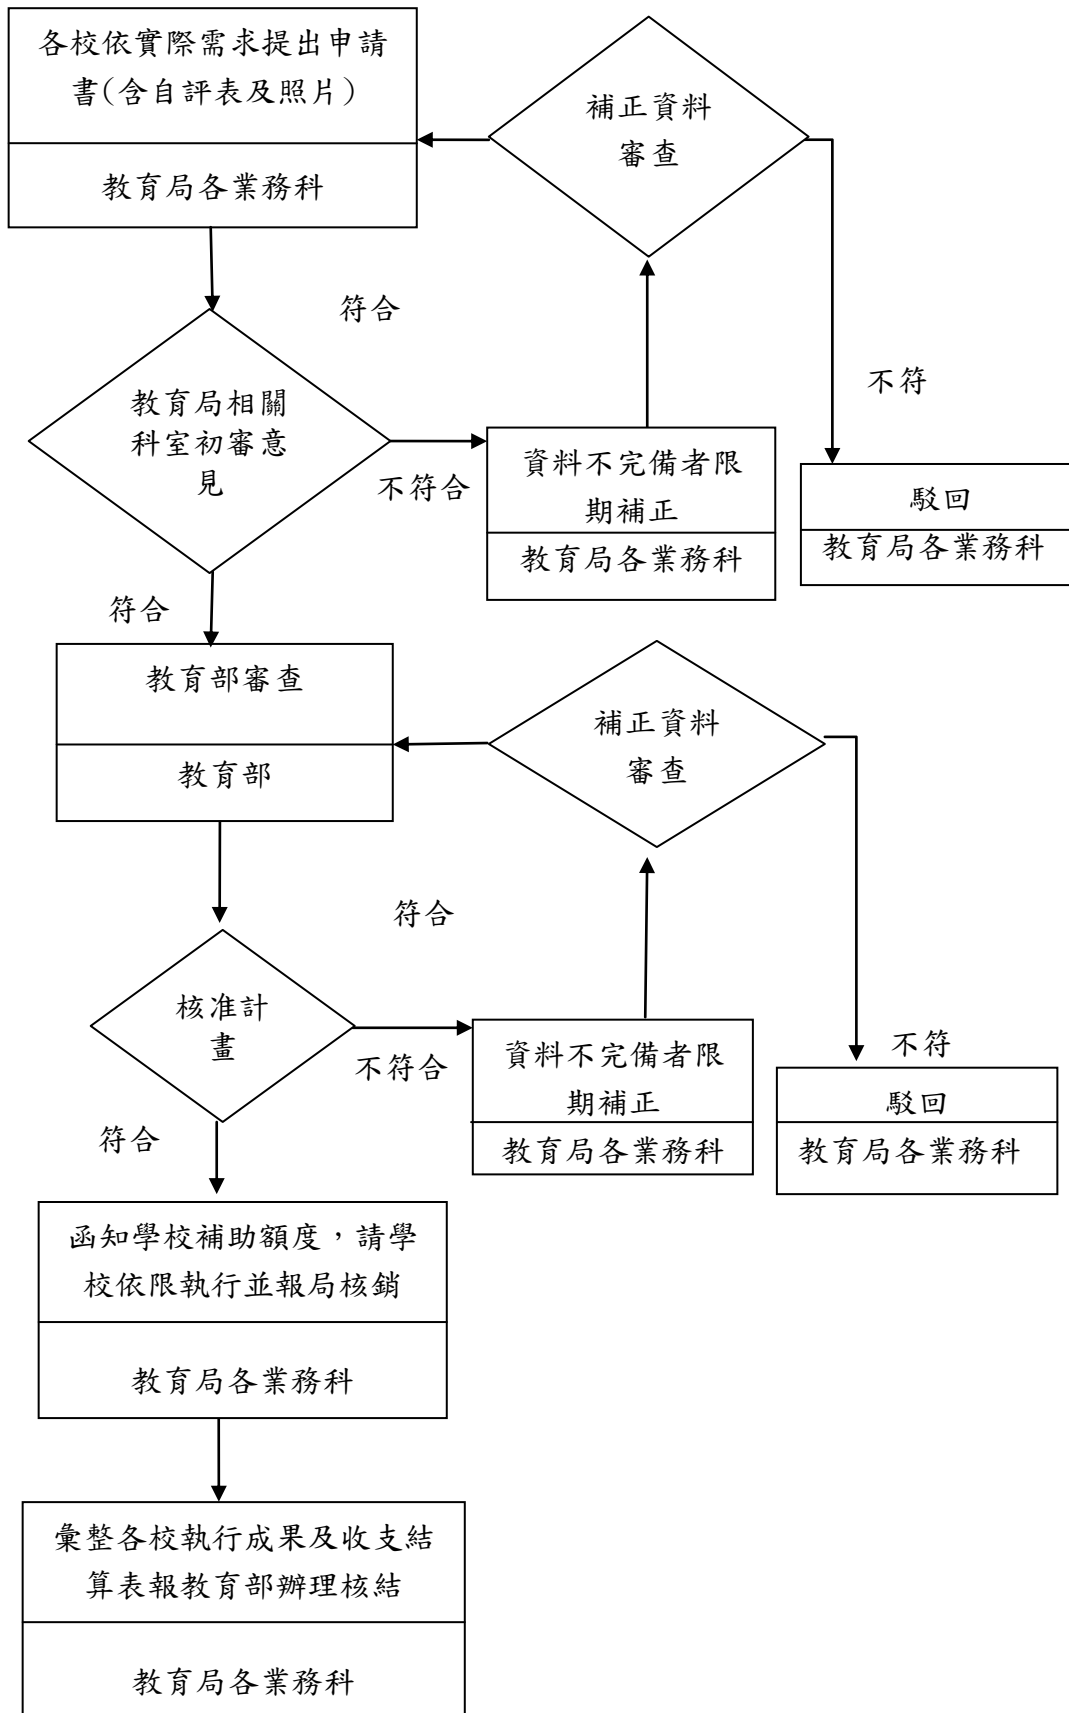 各校依實際需求提出申請
書(含自評表及照片)
教育局各業務科
補正資料
審查
符合
不符
教育局相關
科室初審意
見
不符合
資料不完備者限
期補正
教育局各業務科
駁回
教育局各業務科
符合
教育部審查
教育部
補正資料
審查
符合
核准計
畫
不符合
資料不完備者限
期補正
教育局各業務科
不符
駁回
教育局各業務科
符合
函知學校補助額度，請學
校依限執行並報局核銷
教育局各業務科
彙整各校執行成果及收支結
算表報教育部辦理核結
教育局各業務科